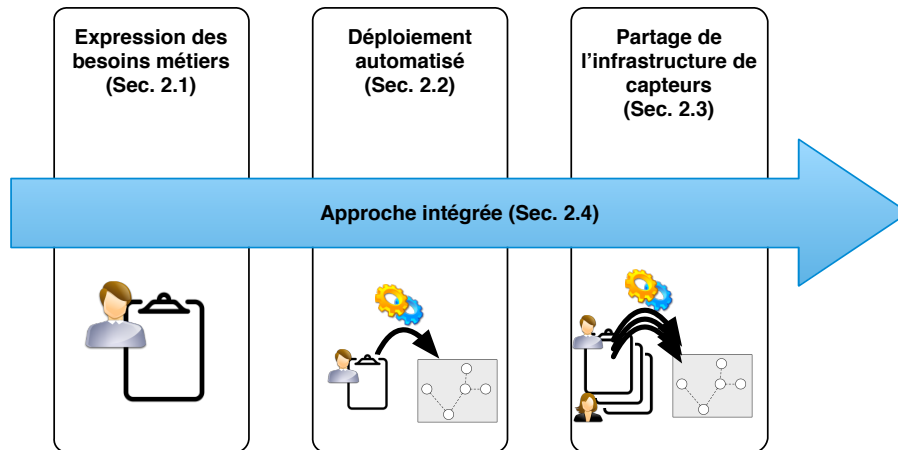 Expression des
besoins métiers
(Sec. 2.1)
Déploiement
automatisé
(Sec. 2.2)
Partage de
l'infrastructure de
capteurs
(Sec. 2.3)
Approche intégrée (Sec. 2.4)